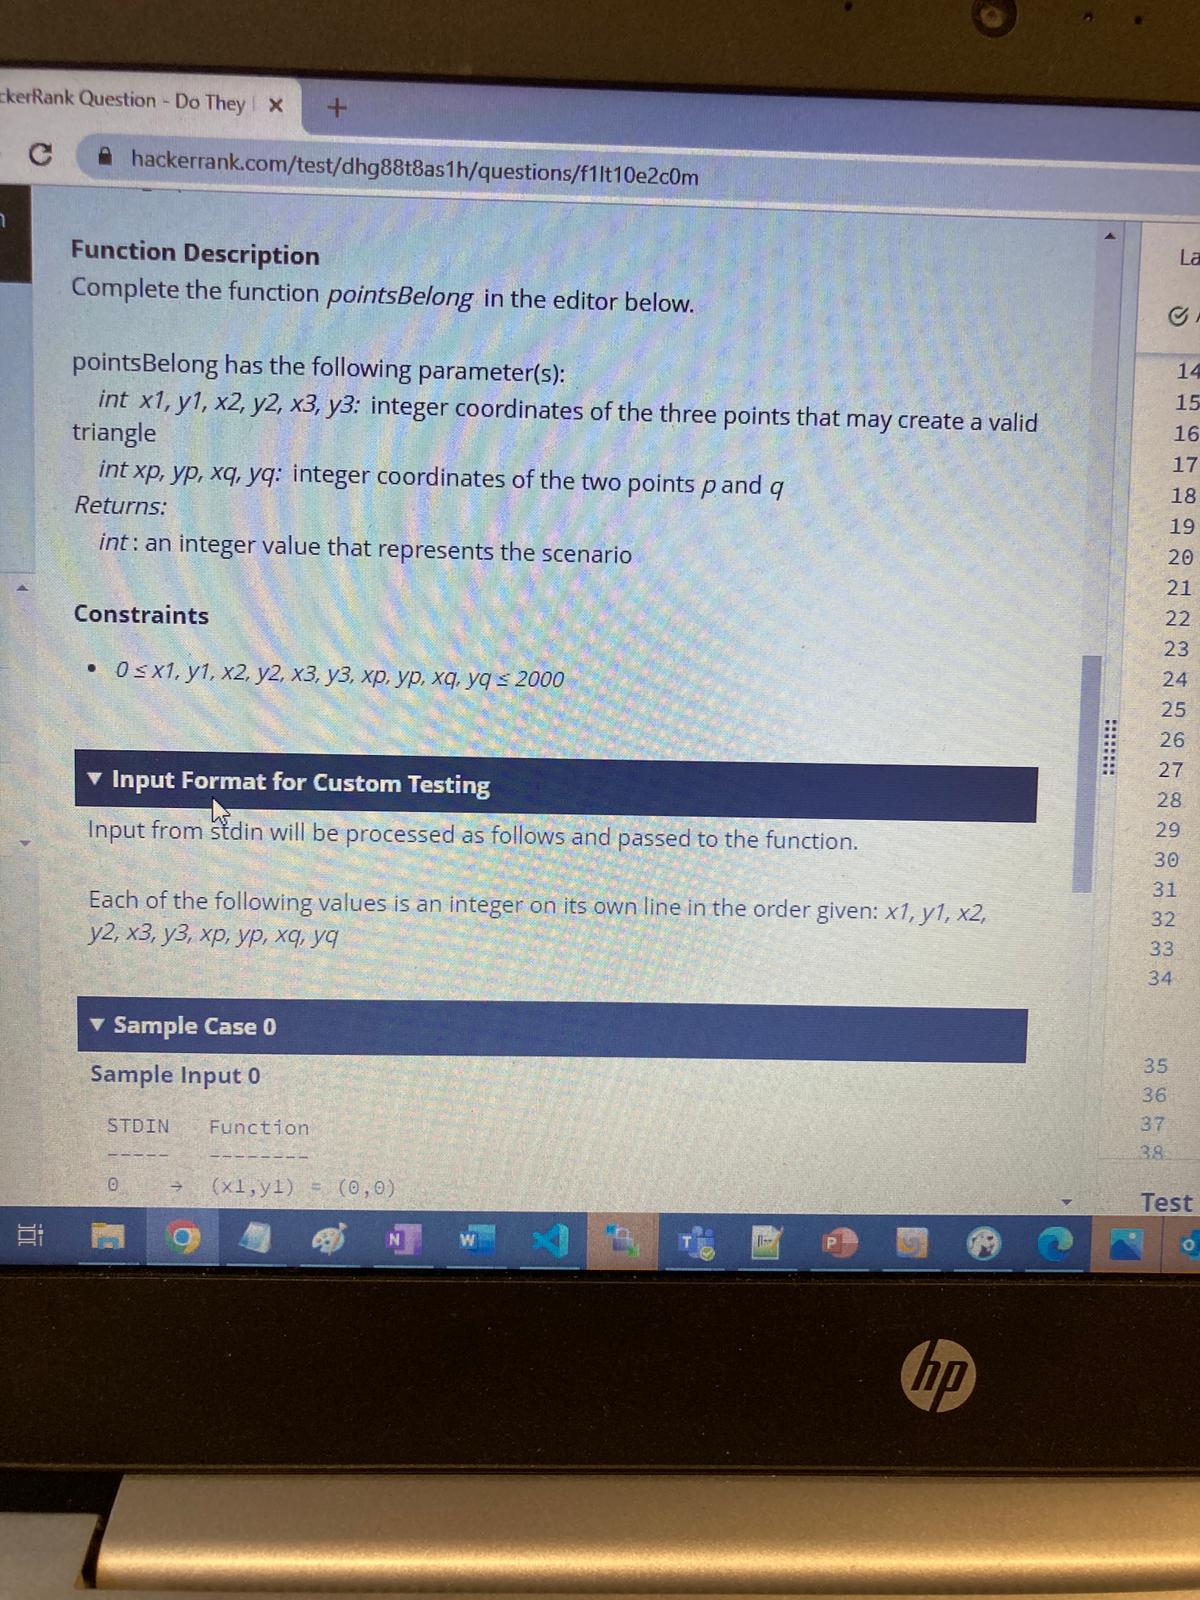 ckerRank Question - Do They
hackerrank.com/test/dhg88t8as1h/questions/f1lt10e2c0m
Function Description
Complete the function pointsBelong in the editor below.
pointsBelong has the following parameter(s):
int x1, y1, x2, y2, x3, y3: integer coordinates of the three points that may create a valid
triangle
int xp, yp, xq, yq: integer coordinates of the two points p and q
Returns:
int : an integer value that represents the scenario
Constraints
• 0 ≤ x1, y1, x2, y2, x3, y3, xp, yp, xq, yq ≤ 2000
▼ Input Format for Custom Testing
Input from stdin will be processed as follows and passed to the function.
Each of the following values is an integer on its own line in the order given: x1, y1, x2,
y2, x3, y3, xp, yp, xq, yq
▼ Sample Case 0
Sample Input 0
STDIN Function
----- --------
0 → (x1,y1) = (0,0)
La
14
15
16
17
18
19
20
21
22
23
24
25
26
27
28
29
30
31
32
33
34
35
36
37
38
Test
hp